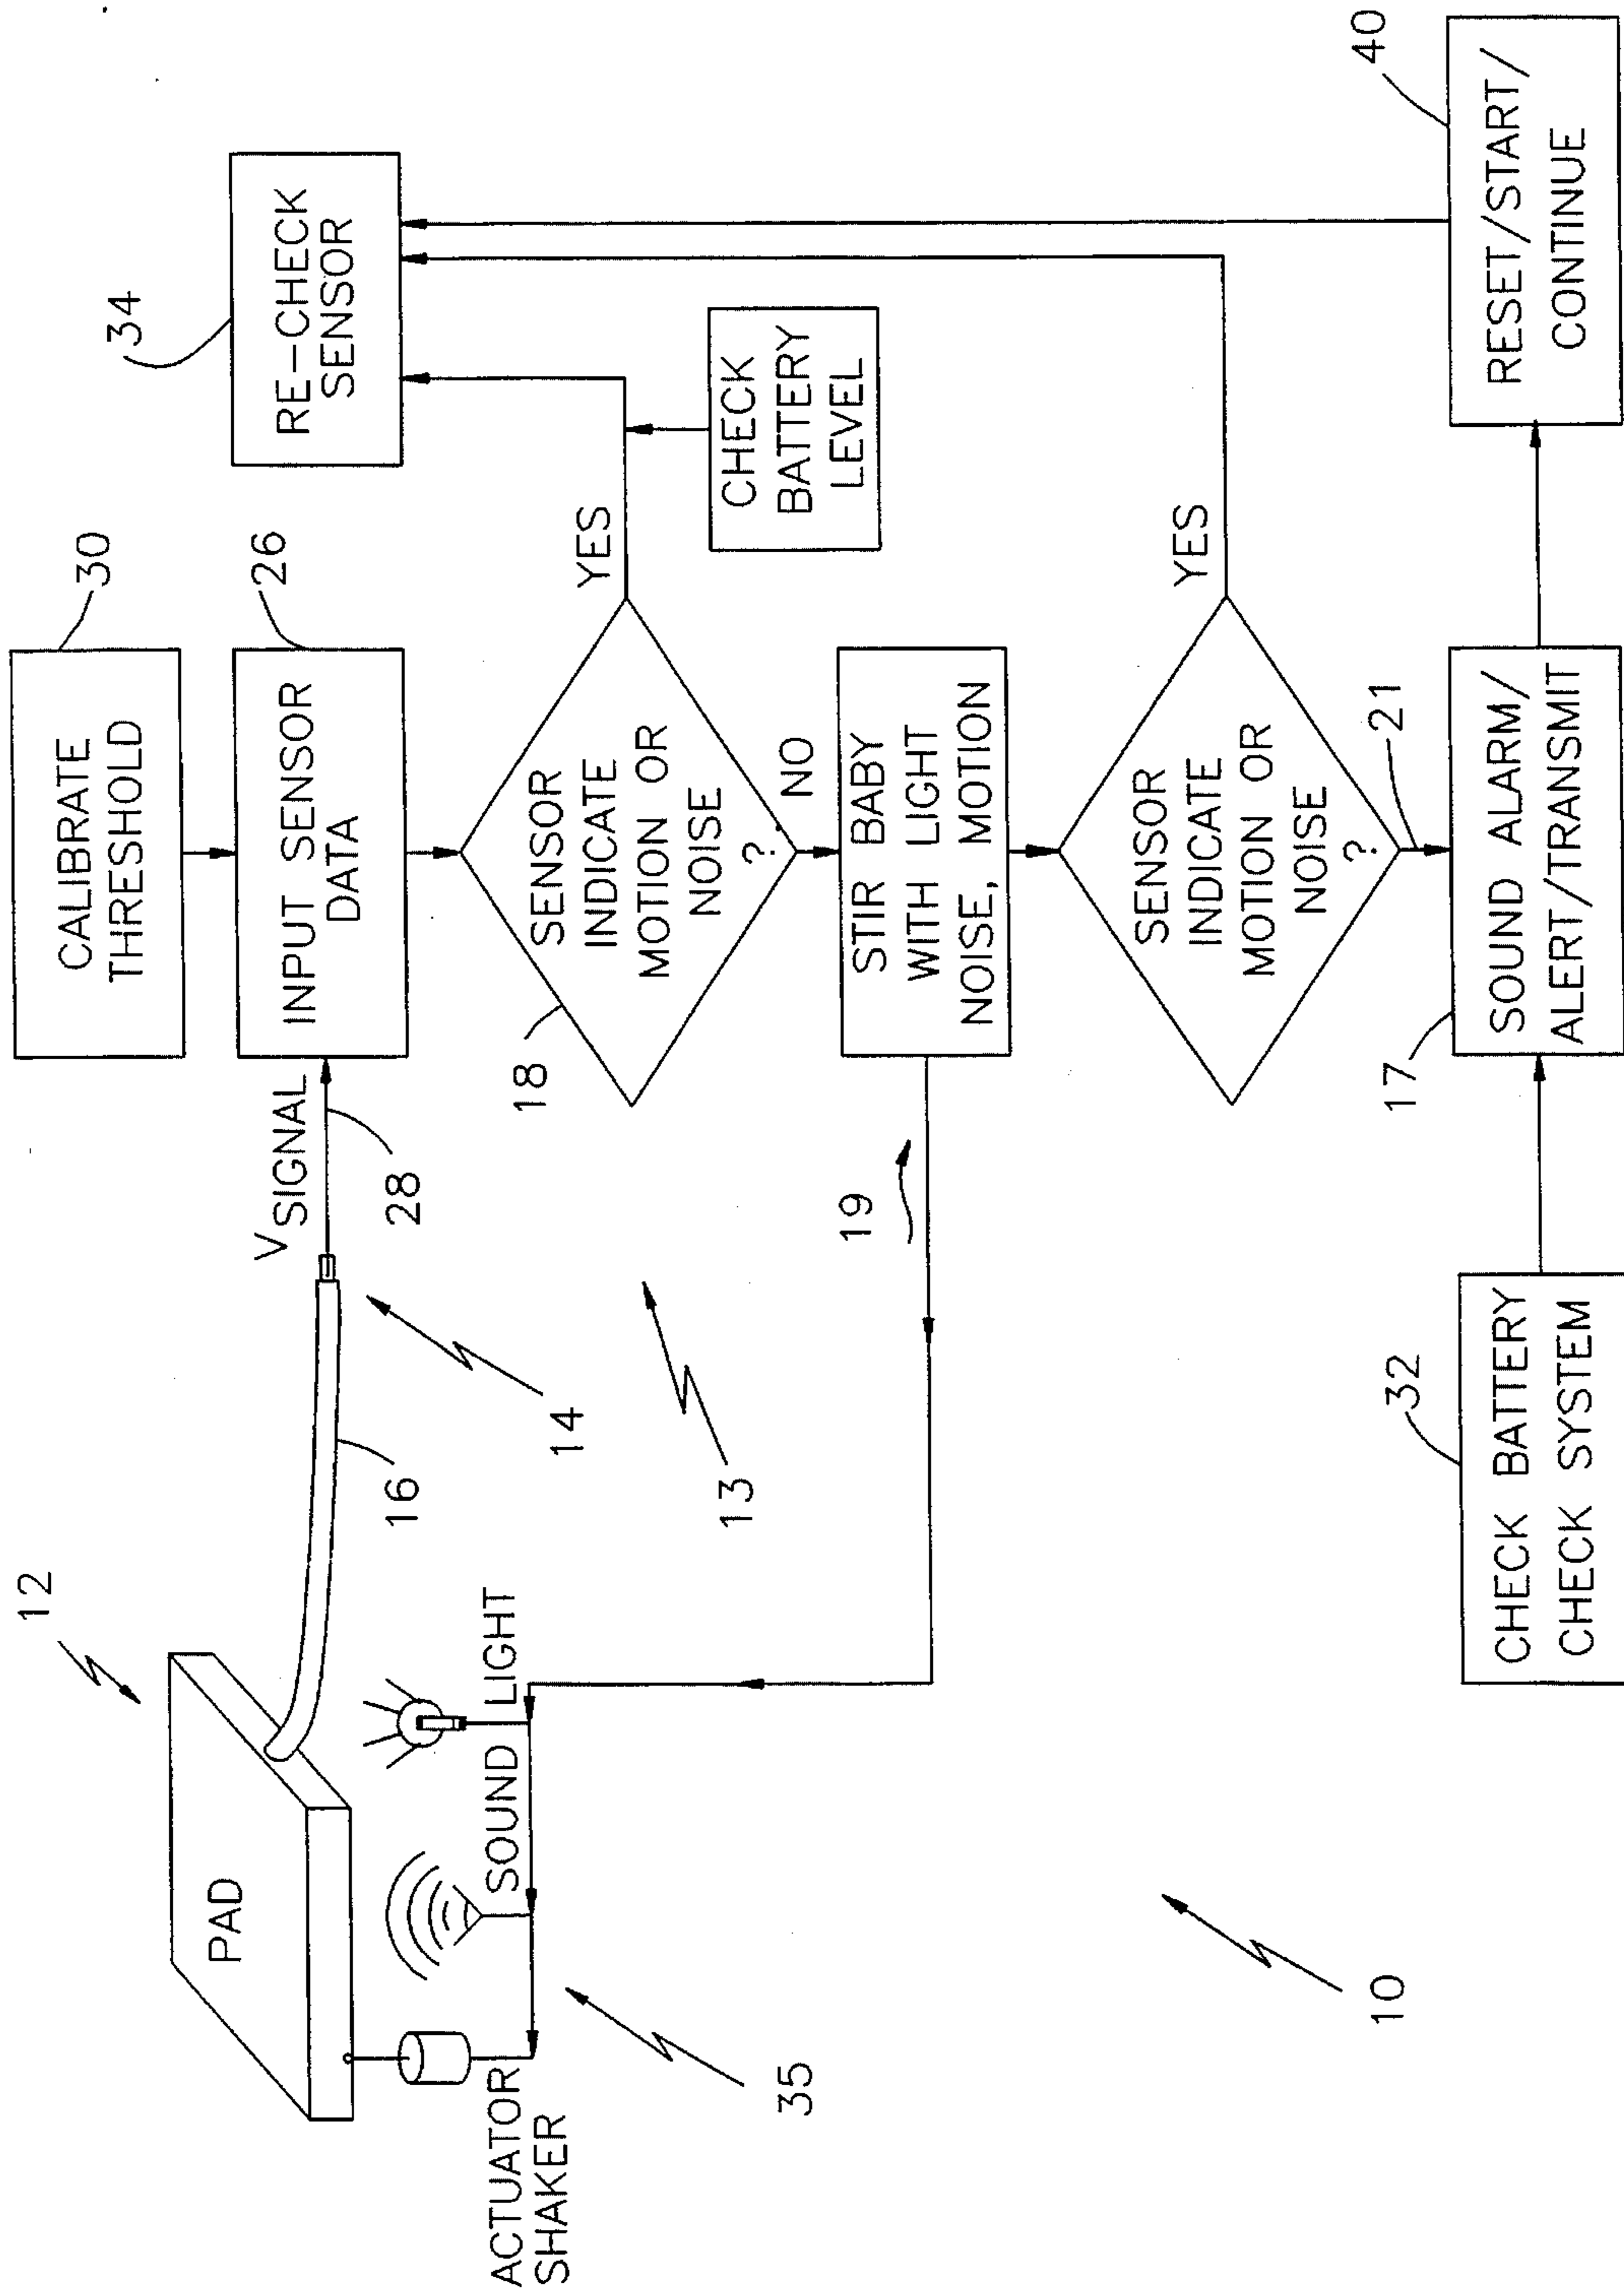 12
PAD
ACTUATOR
SHAKER
SOUND
LIGHT
35
16
14
V SIGNAL
28
13
10
CALIBRATE
THRESHOLD
30
INPUT SENSOR
DATA
26
18
SENSOR
INDICATE
MOTION OR
NOISE
?
YES
NO
RE-CHECK
SENSOR
34
CHECK
BATTERY
LEVEL
19
STIR BABY
WITH LIGHT
NOISE, MOTION
SENSOR
INDICATE
MOTION OR
NOISE
?
YES
21
32
CHECK BATTERY
CHECK SYSTEM
17
SOUND ALARM/
ALERT/TRANSMIT
40
RESET/START/
CONTINUE